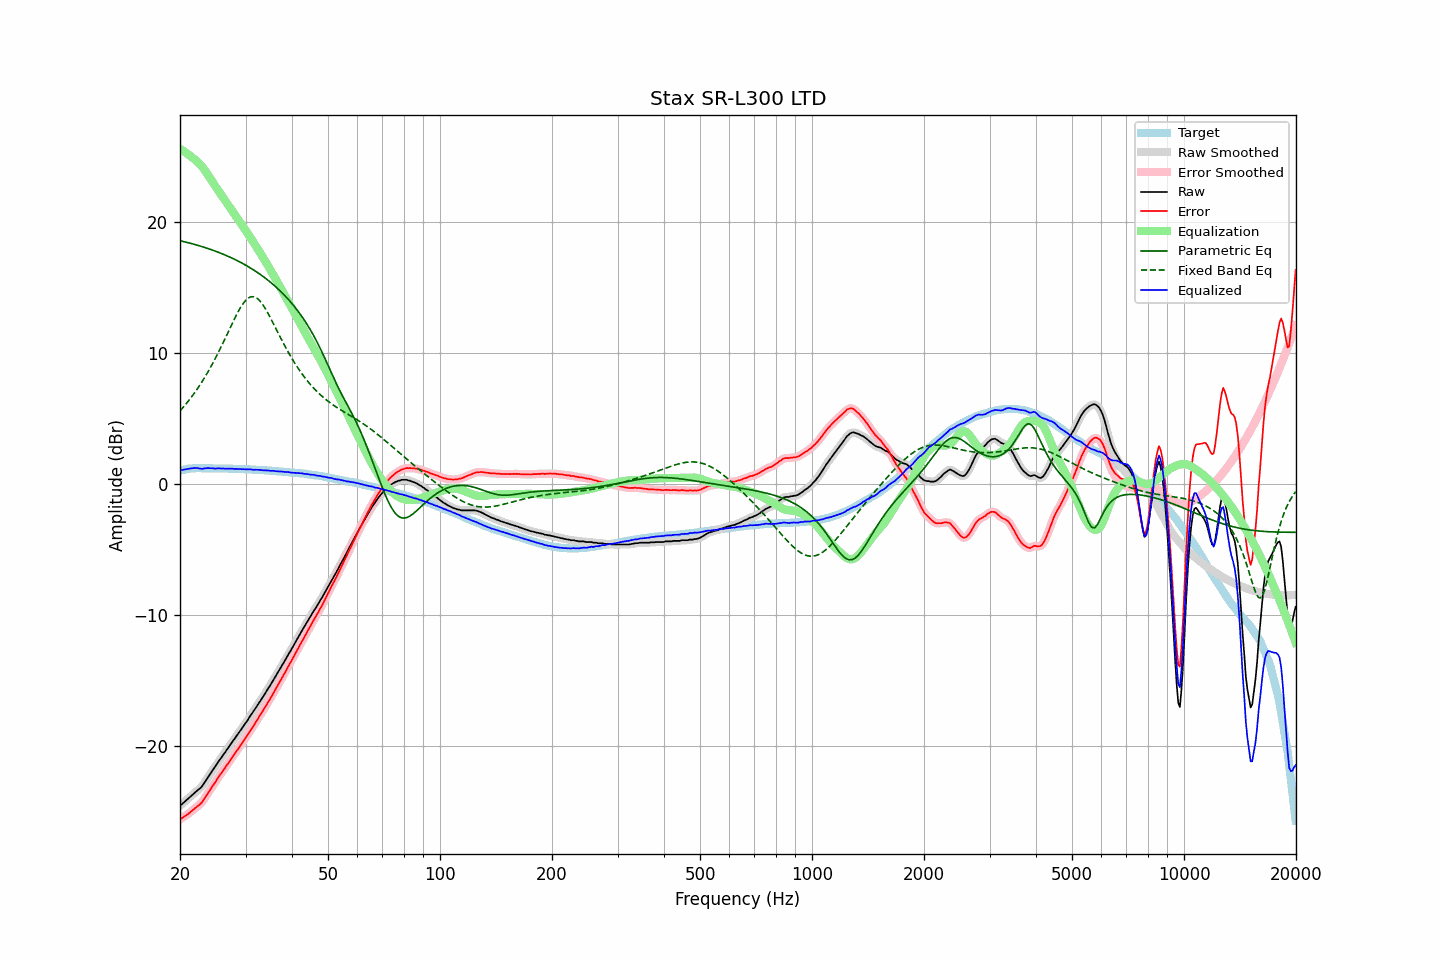 Stax SR-L300 LTD
Target
Raw Smoothed
Error Smoothed
Raw
Error
Equalization
Parametric Eq
Fixed Band Eq
Equalized
Amplitude (dBr)
20
10
0
−10
−20
20
50
100
200
500
1000
2000
5000
10000
20000
Frequency (Hz)